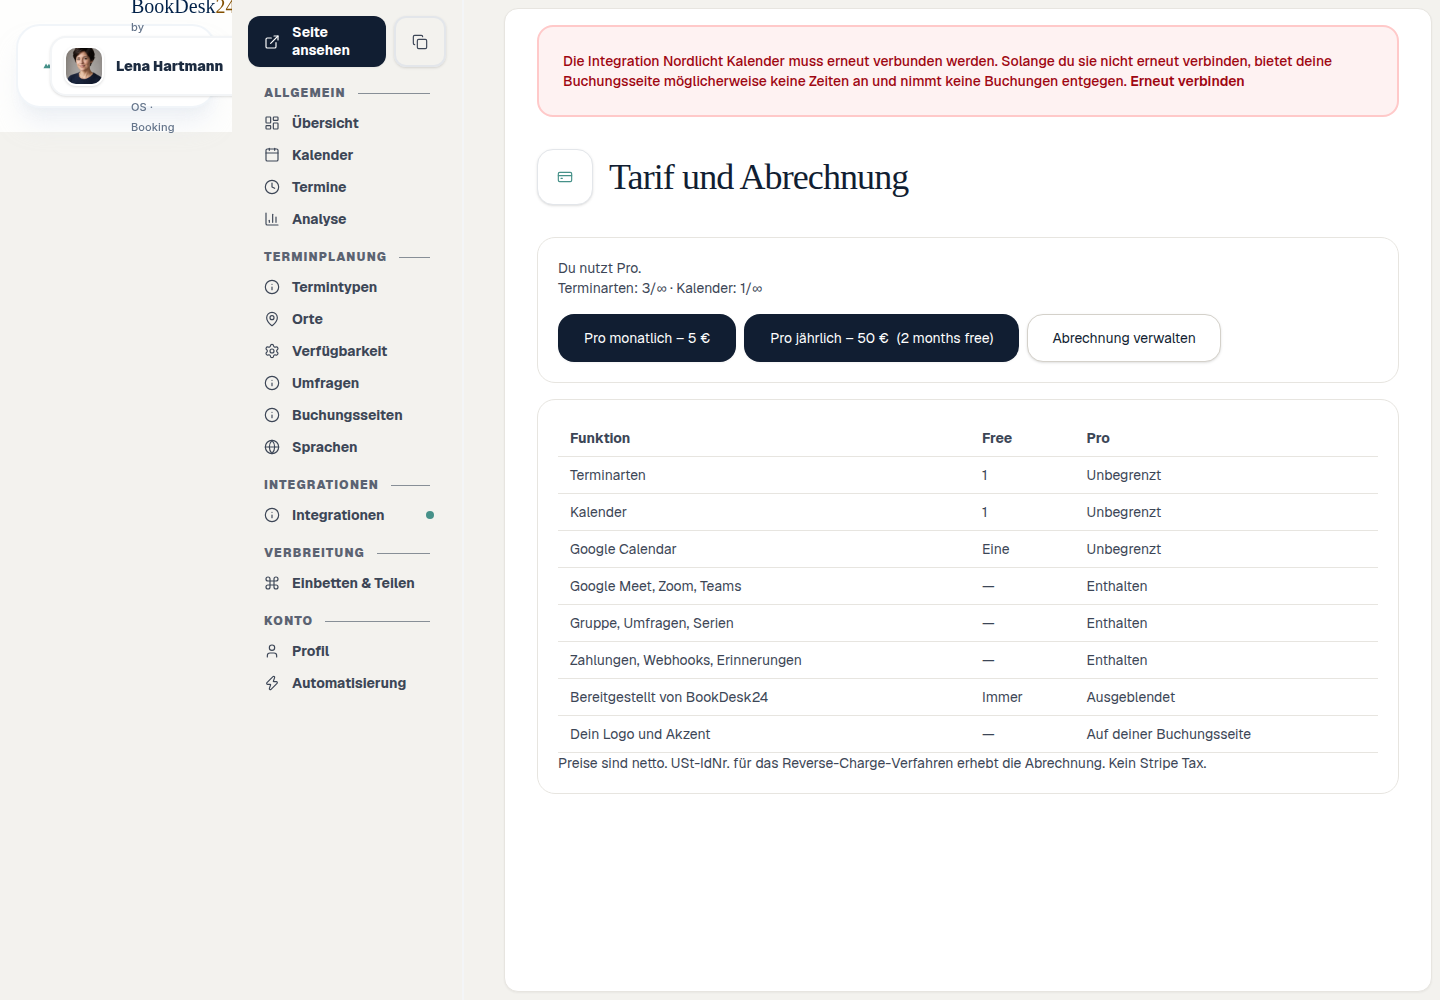 BookDesk24
by
Lena Hartmann
OS ·
Booking
Seite
ansehen
ALLGEMEIN
Übersicht
Kalender
Termine
Analyse
TERMINPLANUNG
Termintypen
Orte
Verfügbarkeit
Umfragen
Buchungsseiten
Sprachen
INTEGRATIONEN
Integrationen
VERBREITUNG
Einbetten & Teilen
KONTO
Profil
Automatisierung
Die Integration Nordlicht Kalender muss erneut verbunden werden. Solange du sie nicht erneut verbinden, bietet deine
Buchungsseite möglicherweise keine Zeiten an und nimmt keine Buchungen entgegen. Erneut verbinden
Tarif und Abrechnung
Du nutzt Pro.
Terminarten: 3/∞ · Kalender: 1/∞
Pro monatlich – 5 € Pro jährlich – 50 € (2 months free) Abrechnung verwalten
Funktion Free Pro
Terminarten 1 Unbegrenzt
Kalender 1 Unbegrenzt
Google Calendar Eine Unbegrenzt
Google Meet, Zoom, Teams — Enthalten
Gruppe, Umfragen, Serien — Enthalten
Zahlungen, Webhooks, Erinnerungen — Enthalten
Bereitgestellt von BookDesk24 Immer Ausgeblendet
Dein Logo und Akzent — Auf deiner Buchungsseite
Preise sind netto. USt-IdNr. für das Reverse-Charge-Verfahren erhebt die Abrechnung. Kein Stripe Tax.